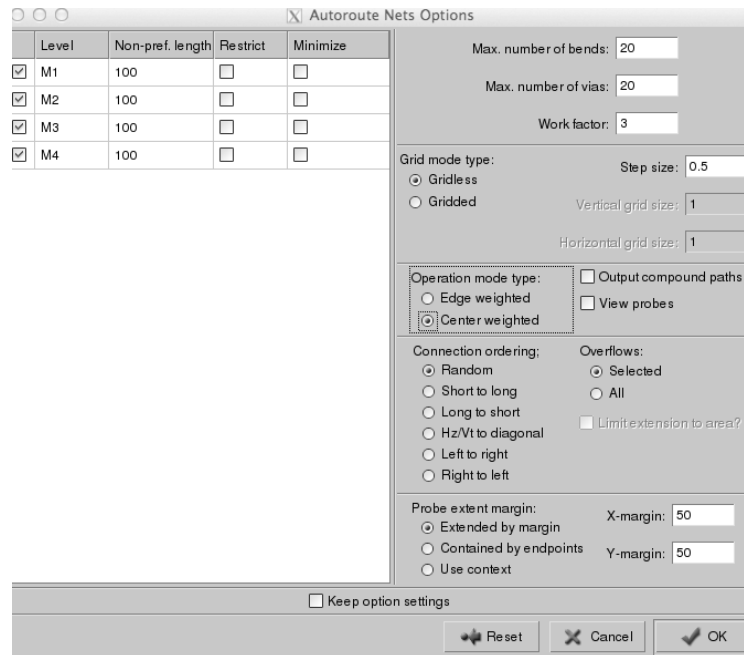 Autoroute Nets Options
Level Non-pref. length Restrict Minimize
M1 100
M2 100
M3 100
M4 100
Max. number of bends: 20
Max. number of vias: 20
Work factor: 3
Grid mode type:
Gridless
Gridded
Step size: 0.5
Vertical grid size: 1
Horizontal grid size: 1
Operation mode type:
Edge weighted
Center weighted
Output compound paths
View probes
Connection ordering;
Random
Short to long
Long to short
Hz/Vt to diagonal
Left to right
Right to left
Overflows:
Selected
All
Limit extension to area?
Probe extent margin:
Extended by margin
Contained by endpoints
Use context
X-margin: 50
Y-margin: 50
Keep option settings
Reset Cancel OK